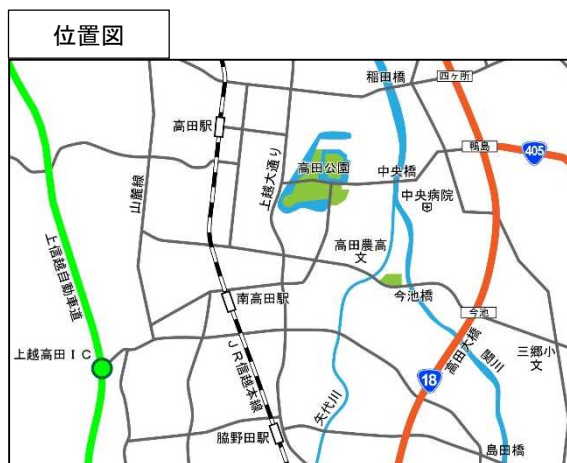 位置図
稲田橋
四ケ所
高田駅
鴨島
405
山麓線
上越大通り
高田公園
中央橋
中央病院
高田農高
文
上信越自動車道
南高田駅
今池橋
今池
上越高田IC
JR信越本線
高田大橋
関川
三郷小
文
18
矢代川
脇野田駅
島田橋